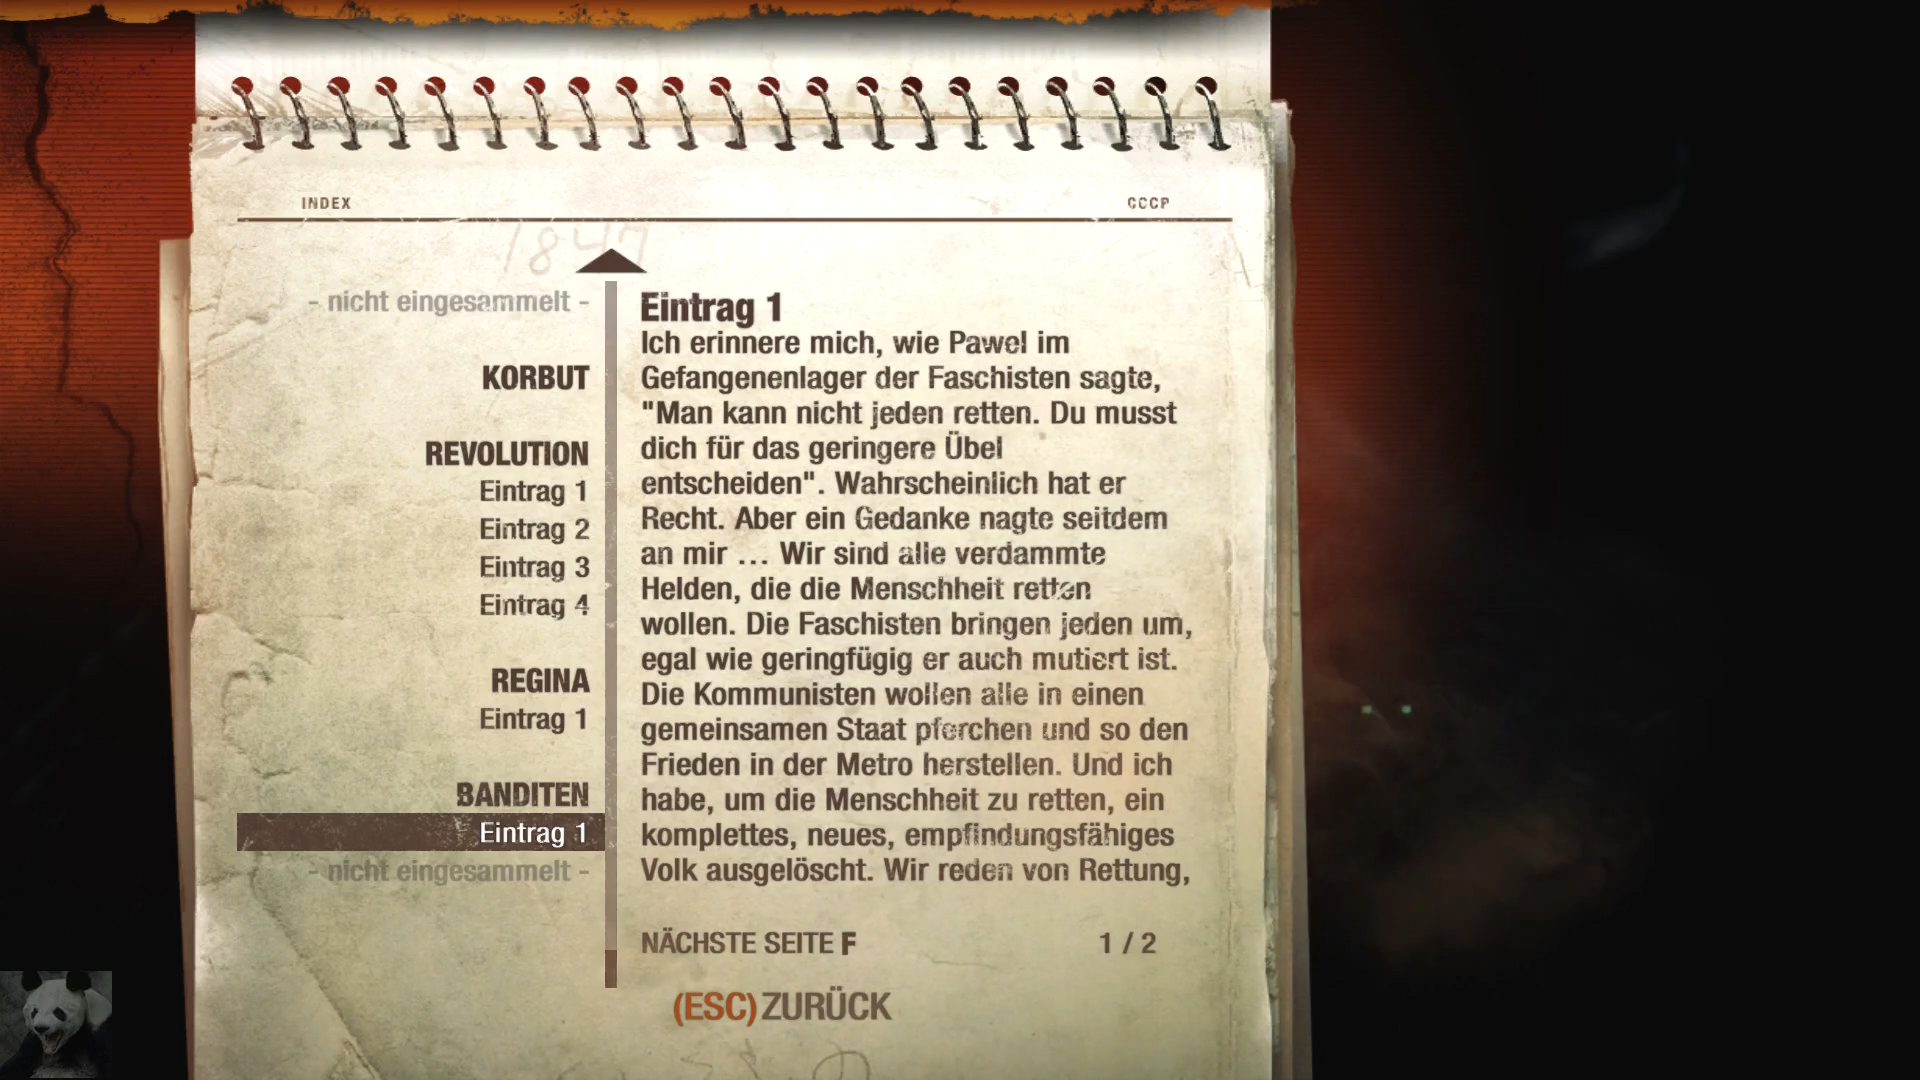 INDEX
CCCP
1847
- nicht eingesammelt -
KORBUT
REVOLUTION
Eintrag 1
Eintrag 2
Eintrag 3
Eintrag 4
REGINA
Eintrag 1
BANDITEN
Eintrag 1
- nicht eingesammelt -
Eintrag 1
Ich erinnere mich, wie Pawel im
Gefangenenlager der Faschisten sagte,
"Man kann nicht jeden retten. Du musst
dich für das geringere Übel
entscheiden". Wahrscheinlich hat er
Recht. Aber ein Gedanke nagte seitdem
an mir … Wir sind alle verdammte
Helden, die die Menschheit retten
wollen. Die Faschisten bringen jeden um,
egal wie geringfügig er auch mutiert ist.
Die Kommunisten wollen alle in einen
gemeinsamen Staat pferchen und so den
Frieden in der Metro herstellen. Und ich
habe, um die Menschheit zu retten, ein
komplettes, neues, empfindungsfähiges
Volk ausgelöscht. Wir reden von Rettung,
NÄCHSTE SEITE F
1 / 2
(ESC) ZURÜCK